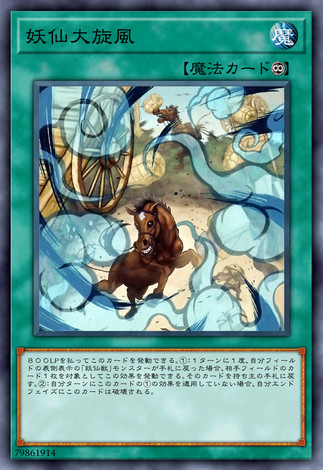 妖仙大旋風
魔
【魔法カード】
８００LPを払ってこのカードを発動できる。①：１ターンに１度、自分フィール
ドの表側表示の「妖仙獣」モンスターが手札に戻った場合、相手フィールドのカー
ド１枚を対象としてこの効果を発動できる。そのカードを持ち主の手札に戻
す。②：自分ターンにこのカードの①の効果を適用していない場合、自分エンド
フェイズにこのカードは破壊される。
79861914